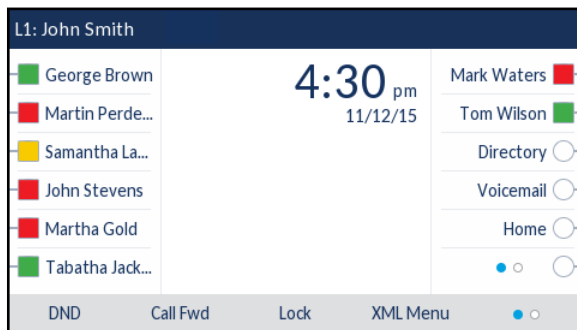 L1: John Smith
George Brown
Martin Perde...
Samantha La...
John Stevens
Martha Gold
Tabatha Jack...
4:30 pm
11/12/15
Mark Waters
Tom Wilson
Directory
Voicemail
Home
DND Call Fwd Lock XML Menu